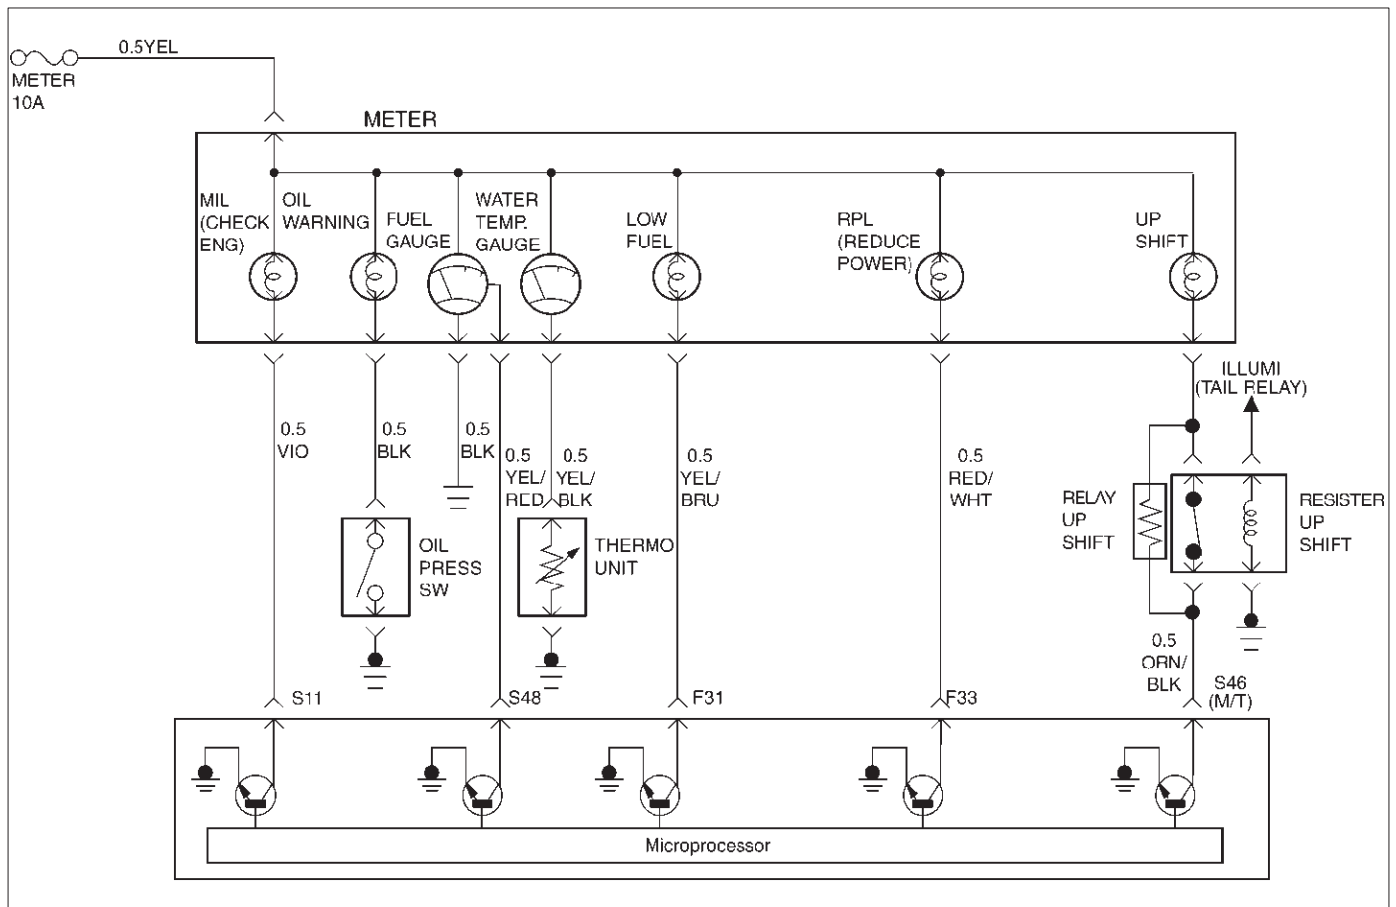 0.5YEL
METER
10A
METER
MIL
(CHECK
ENG)
OIL
WARNING
FUEL
GAUGE
WATER
TEMP.
GAUGE
LOW
FUEL
RPL
(REDUCE
POWER)
UP
SHIFT
ILLUMI
(TAIL RELAY)
0.5
VIO
0.5
BLK
0.5
BLK
0.5
YEL/
RED
0.5
YEL/
BLK
0.5
YEL/
BRU
0.5
RED/
WHT
RELAY
UP
SHIFT
RESISTER
UP
SHIFT
OIL
PRESS
SW
THERMO
UNIT
0.5
ORN/
BLK
S11
S48
F31
F33
S46
(M/T)
Microprocessor